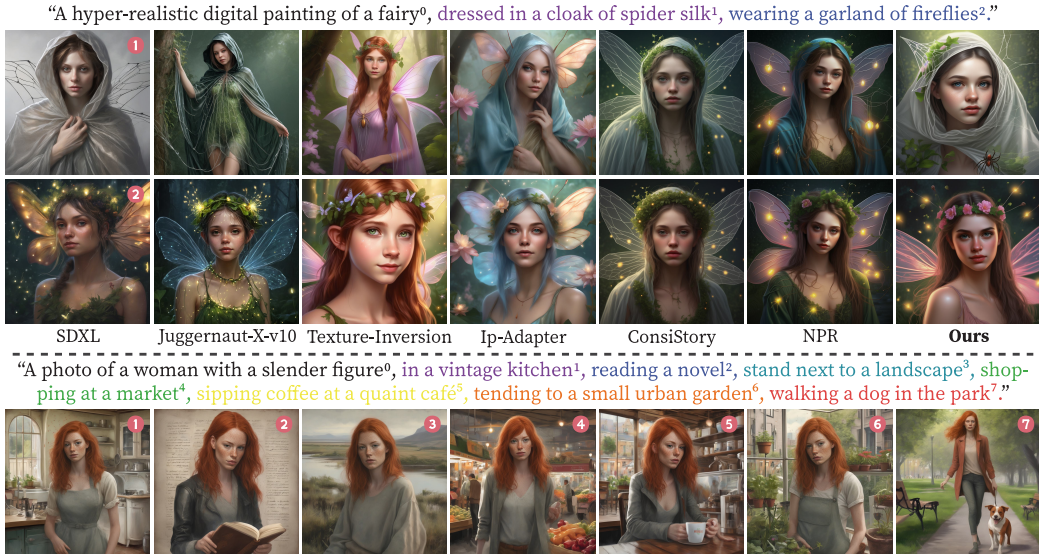 “A hyper-realistic digital painting of a fairy⁰, dressed in a cloak of spider silk¹, wearing a garland of fireflies².”
1
2
SDXL Juggernaut-X-v10 Texture-Inversion Ip-Adapter ConsiStory NPR Ours
“A photo of a woman with a slender figure⁰, in a vintage kitchen¹, reading a novel², stand next to a landscape³, shop-
ping at a market⁴, sipping coffee at a quaint café⁵, tending to a small urban garden⁶, walking a dog in the park⁷.”
1 2 3 4 5 6 7